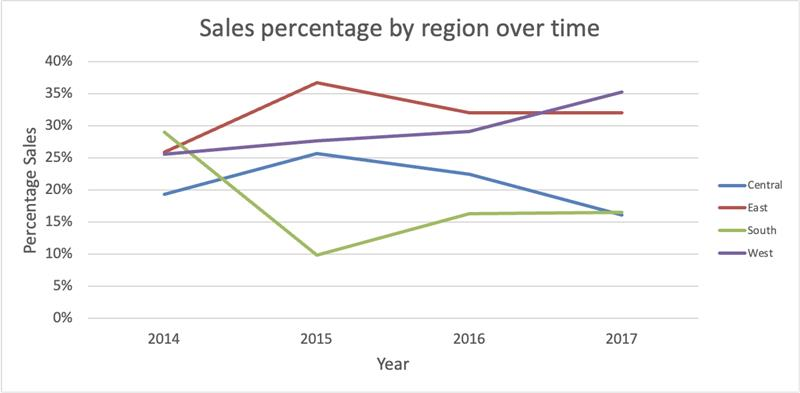 Sales percentage by region over time
40%
35%
30%
25%
20%
15%
10%
5%
0%
Percentage Sales
2014 2015 2016 2017
Year
Central
East
South
West